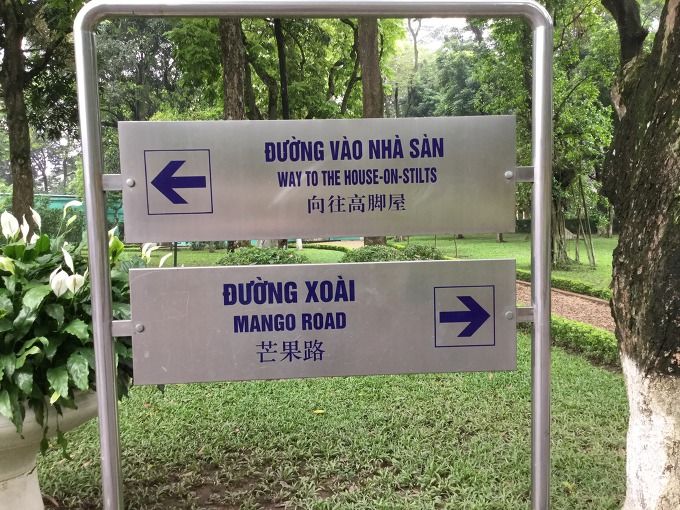 ĐƯỜNG VÀO NHÀ SÀN
WAY TO THE HOUSE-ON-STILTS
向往高脚屋
ĐƯỜNG XOÀI
MANGO ROAD
芒果路